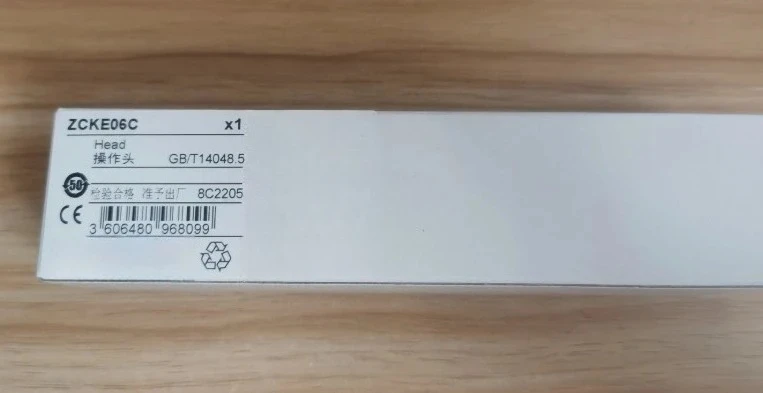 ZCKE06C x1
Head
操作头 GB/T14048.5
50
检验合格 准予出厂 8C2205
CE
3 606480 968099